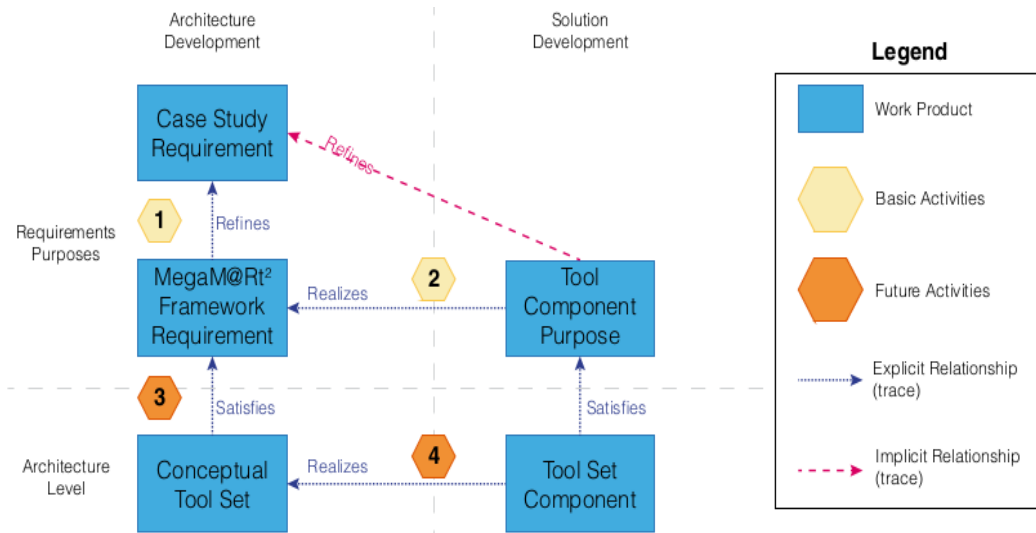 Architecture
Development
Solution
Development
Legend
Case Study
Requirement
Refines
Work Product
1
Refines
Basic Activities
Requirements
Purposes
MegaM@Rt²
Framework
Requirement
Realizes
2
Tool
Component
Purpose
Future Activities
3
Satisfies
Satisfies
Explicit Relationship
(trace)
Architecture
Level
Conceptual
Tool Set
Realizes
4
Tool Set
Component
Implicit Relationship
(trace)